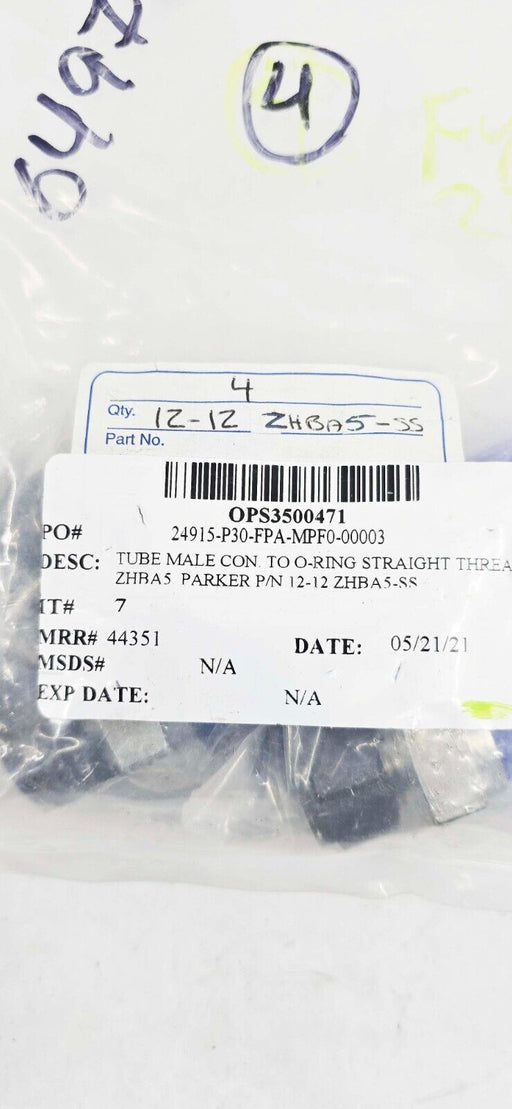 4
4
Qty. 12-12 ZHBA5-SS
Part No.
OPS3500471
PO# 24915-P30-FPA-MPF0-00003
DESC: TUBE MALE CON. TO O-RING STRAIGHT THREA
ZHBA5 PARKER P/N 12-12 ZHBA5-SS
IT# 7
MRR# 44351 DATE: 05/21/21
MSDS# N/A
EXP DATE: N/A